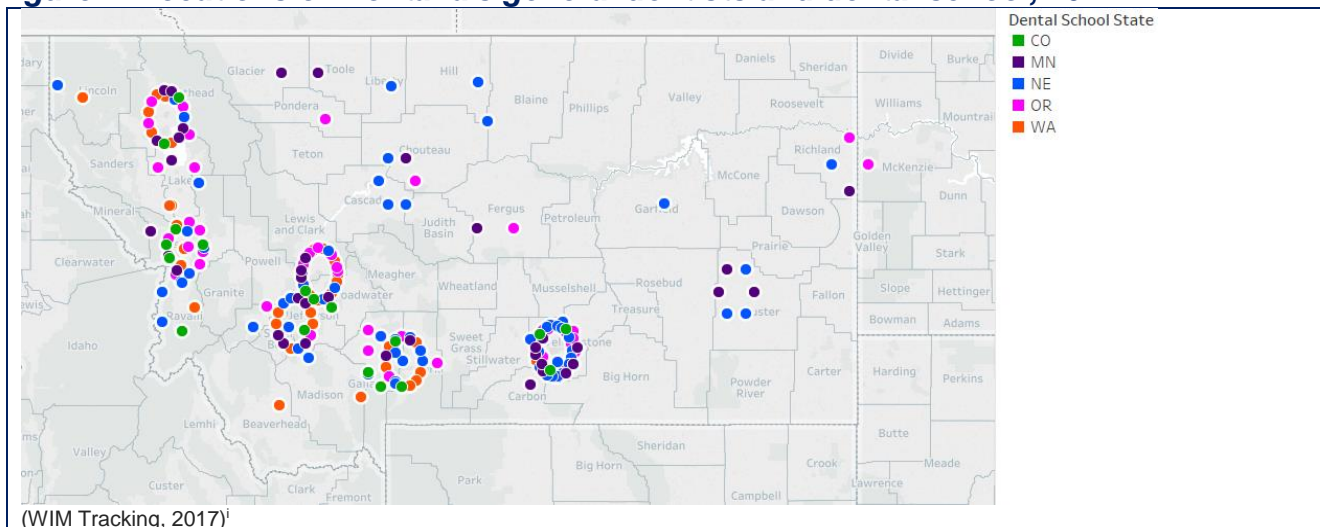 Dental School State
CO
MN
NE
OR
WA
Glacier
Toole
Hill
Daniels
Sheridan
Divide
Burke
Lincoln
Blaine
Phillips
Valley
Roosevelt
Williams
Pondera
Teton
Chouteau
Richland
McKenzie
Sanders
Lake
McCone
Dunn
Mineral
Lewis
and Clark
Fergus
Petroleum
Garfield
Dawson
Judith
Basin
Golden
Valley
Clearwater
Powell
Prairie
Stark
Meagher
Granite
Wheatland
Musselshell
Rosebud
Fallon
Slope
Hettinger
Treasure
Bowman
Adams
Idaho
Sweet
Grass
Stillwater
Big Horn
Carter
Harding
Perkins
Madison
Carbon
Powder
River
Lemhi
Beaverhead
Butte
Valley
Sheridan
Park
Big Horn
Crook
Meade
Custer
Clark
Fremont
Campbell
Lawrence
(WIM Tracking, 2017)i